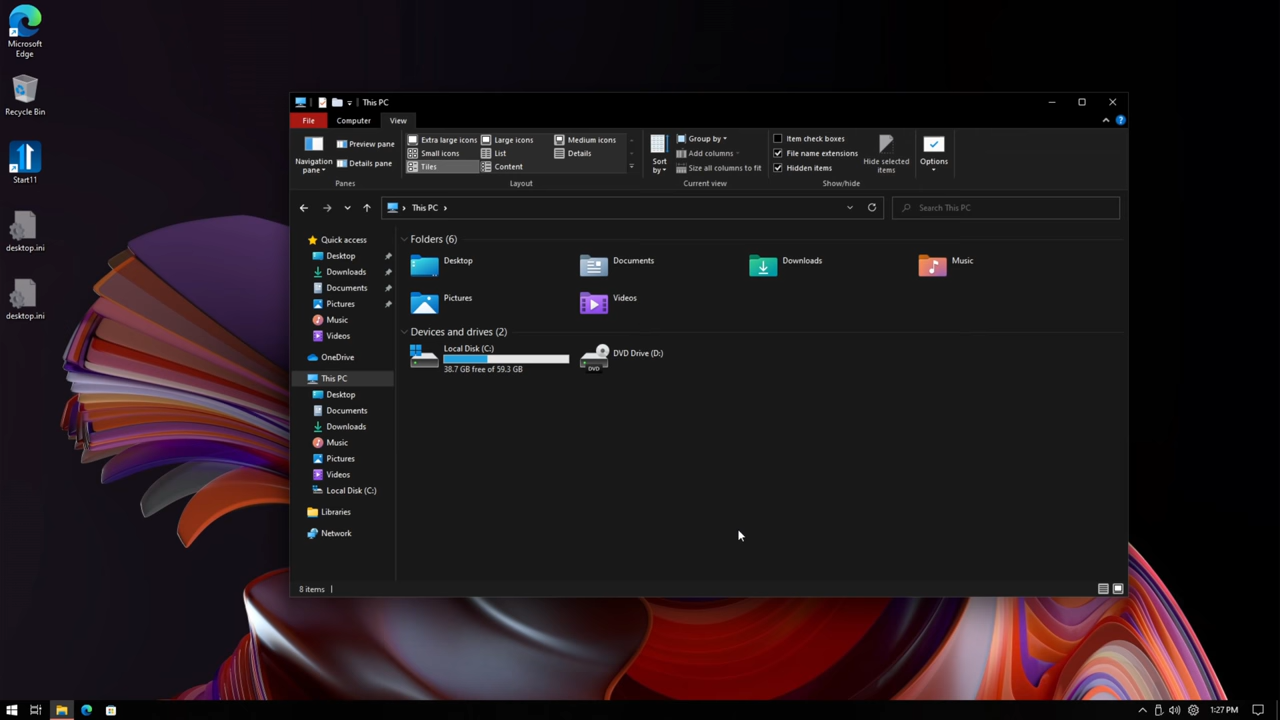 Microsoft
Edge
Recycle Bin
Start11
desktop.ini
desktop.ini
This PC
File Computer View
Navigation
pane
Preview pane
Details pane
Panes
Extra large icons Large icons Medium icons
Small icons List Details
Tiles Content
Layout
Sort
by
Group by
Add columns
Size all columns to fit
Current view
Item check boxes
File name extensions
Hidden items
Hide selected
items
Show/hide
Options
This PC
Search This PC
Quick access
Desktop
Downloads
Documents
Pictures
Music
Videos
OneDrive
This PC
Desktop
Documents
Downloads
Music
Pictures
Videos
Local Disk (C:)
Libraries
Network
Folders (6)
Desktop Documents Downloads Music
Pictures Videos
Devices and drives (2)
Local Disk (C:)
38.7 GB free of 59.3 GB
DVD
DVD Drive (D:)
8 items
1:27 PM